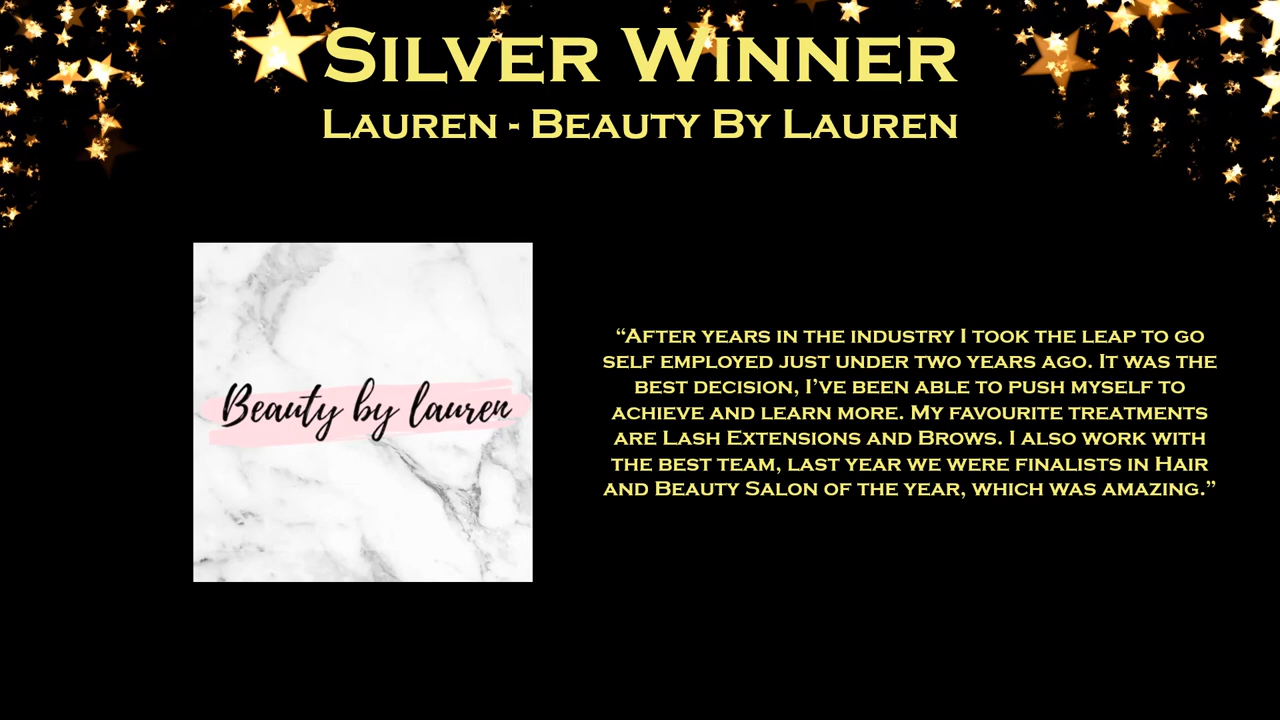 Silver Winner
Lauren - Beauty By Lauren
Beauty by lauren
“After years in the industry I took the leap to go
self employed just under two years ago. It was the
best decision, I’ve been able to push myself to
achieve and learn more. My favourite treatments
are Lash Extensions and Brows. I also work with
the best team, last year we were finalists in Hair
and Beauty Salon of the year, which was amazing.”